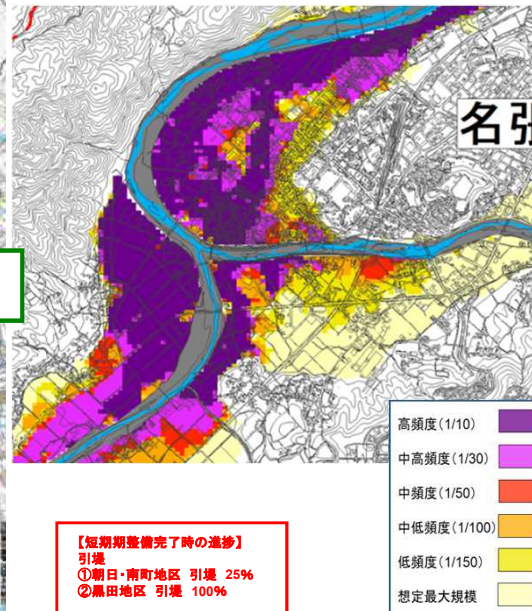 名張
高頻度(1/10)
中高頻度(1/30)
中頻度(1/50)
中低頻度(1/100)
低頻度(1/150)
想定最大規模
【短期期整備完了時の進捗】
引堤
①朝日・南町地区 引堤 25%
②黒田地区 引堤 100%